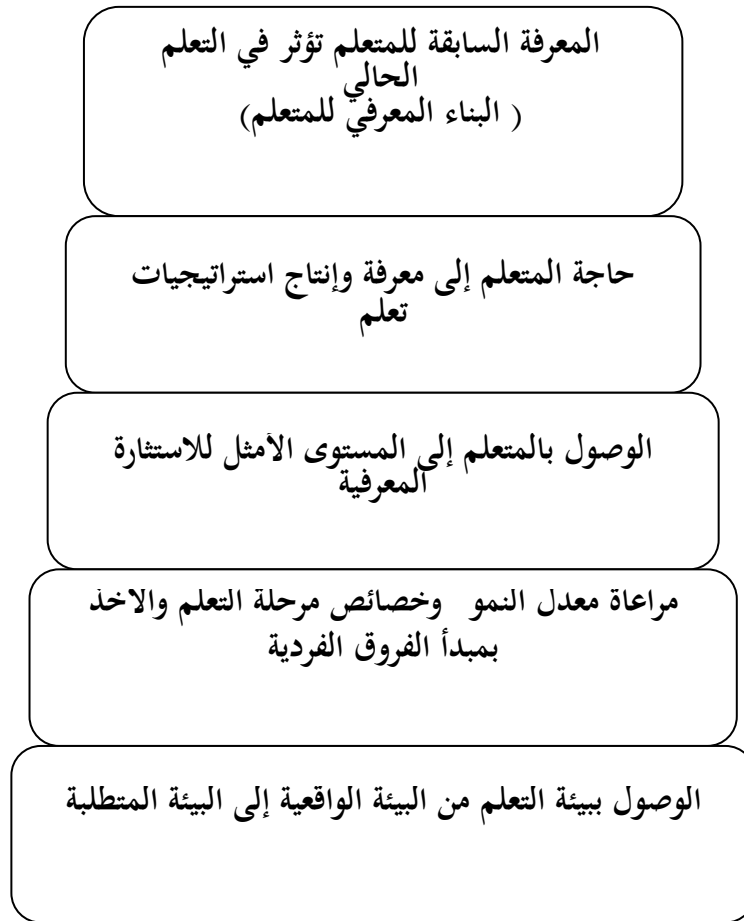 المعرفة السابقة للمتعلم تؤثر في التعلم
الحالي
( البناء المعرفي للمتعلم)
حاجة المتعلم إلى معرفة وإنتاج استراتيجيات
تعلم
الوصول بالمتعلم إلى المستوى الأمثل للاستثارة
المعرفية
مراعاة معدل النمو وخصائص مرحلة التعلم والاخذ
بمبدأ الفروق الفردية
الوصول ببيئة التعلم من البيئة الواقعية إلى البيئة المتطلبة